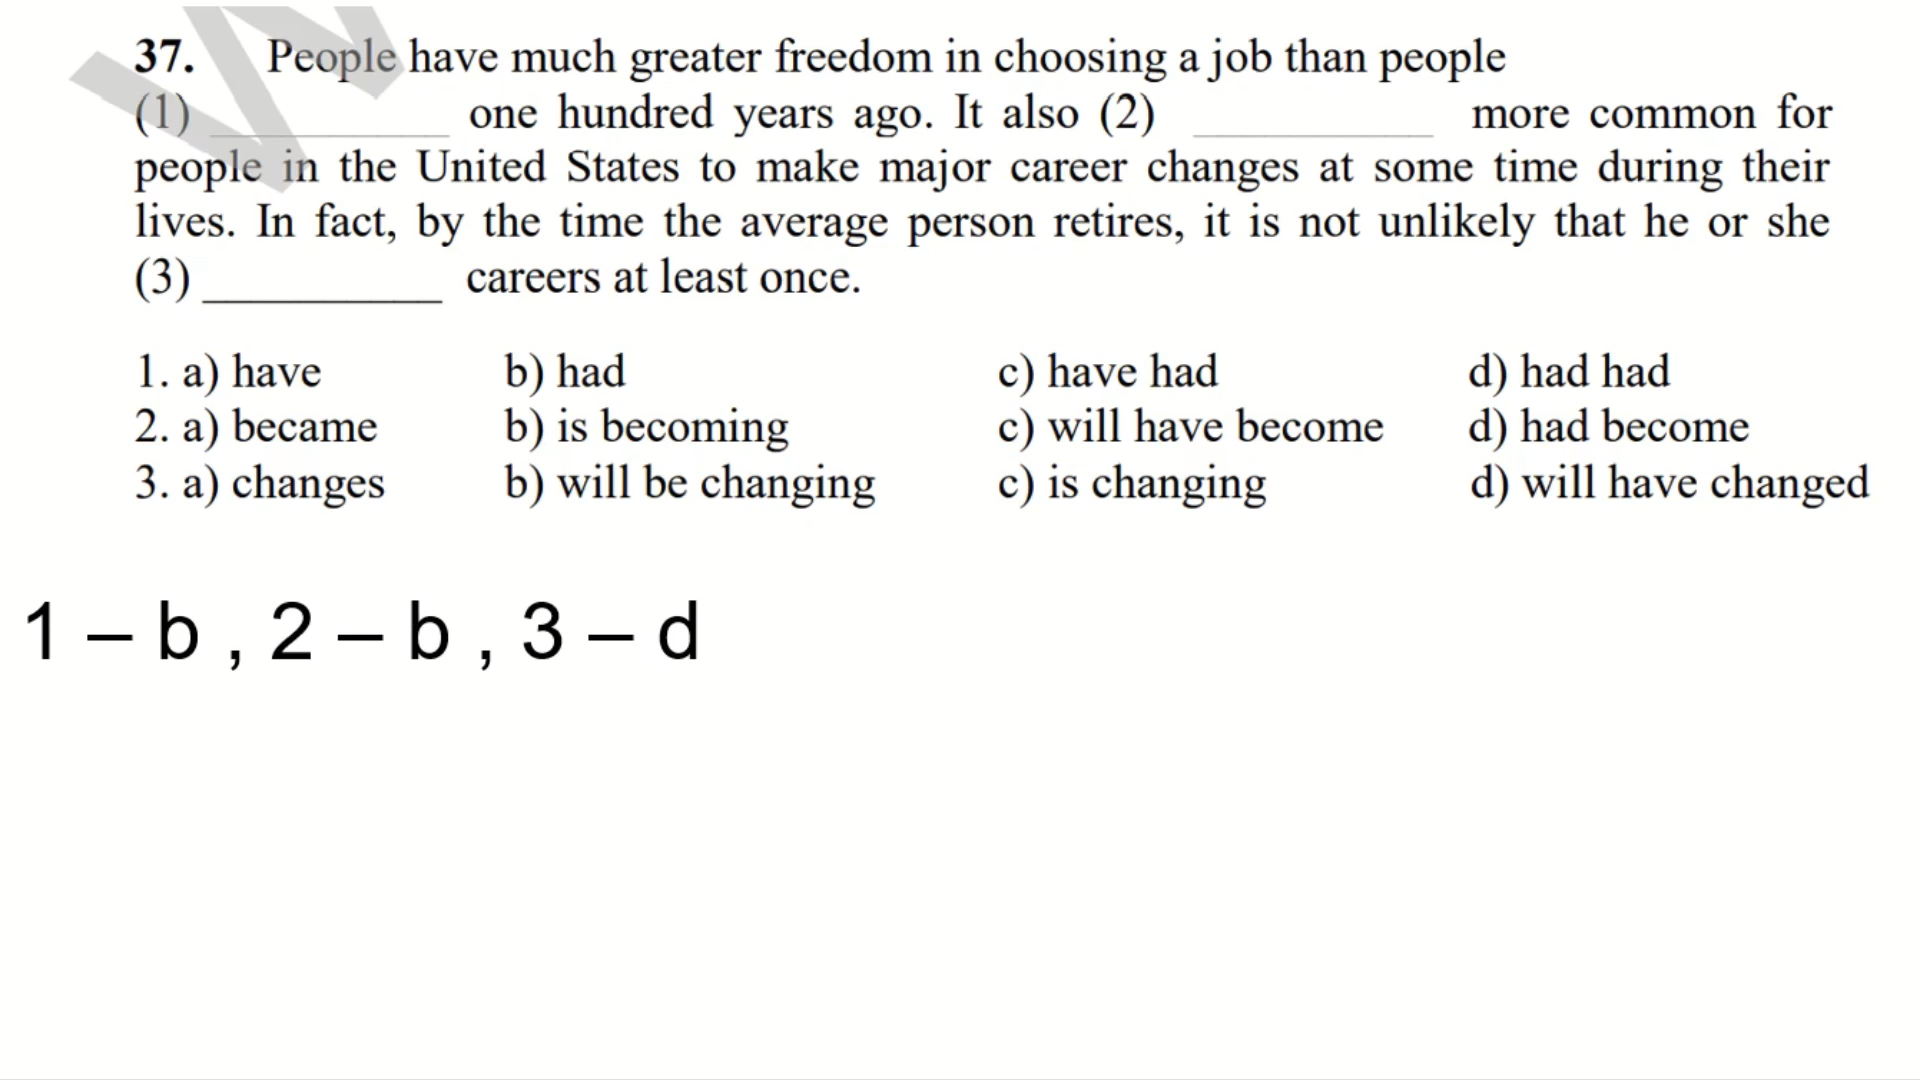 37. People have much greater freedom in choosing a job than people
(1) __________ one hundred years ago. It also (2) __________ more common for
people in the United States to make major career changes at some time during their
lives. In fact, by the time the average person retires, it is not unlikely that he or she
(3) __________ careers at least once.
1. a) have b) had c) have had d) had had
2. a) became b) is becoming c) will have become d) had become
3. a) changes b) will be changing c) is changing d) will have changed
1 – b , 2 – b , 3 – d